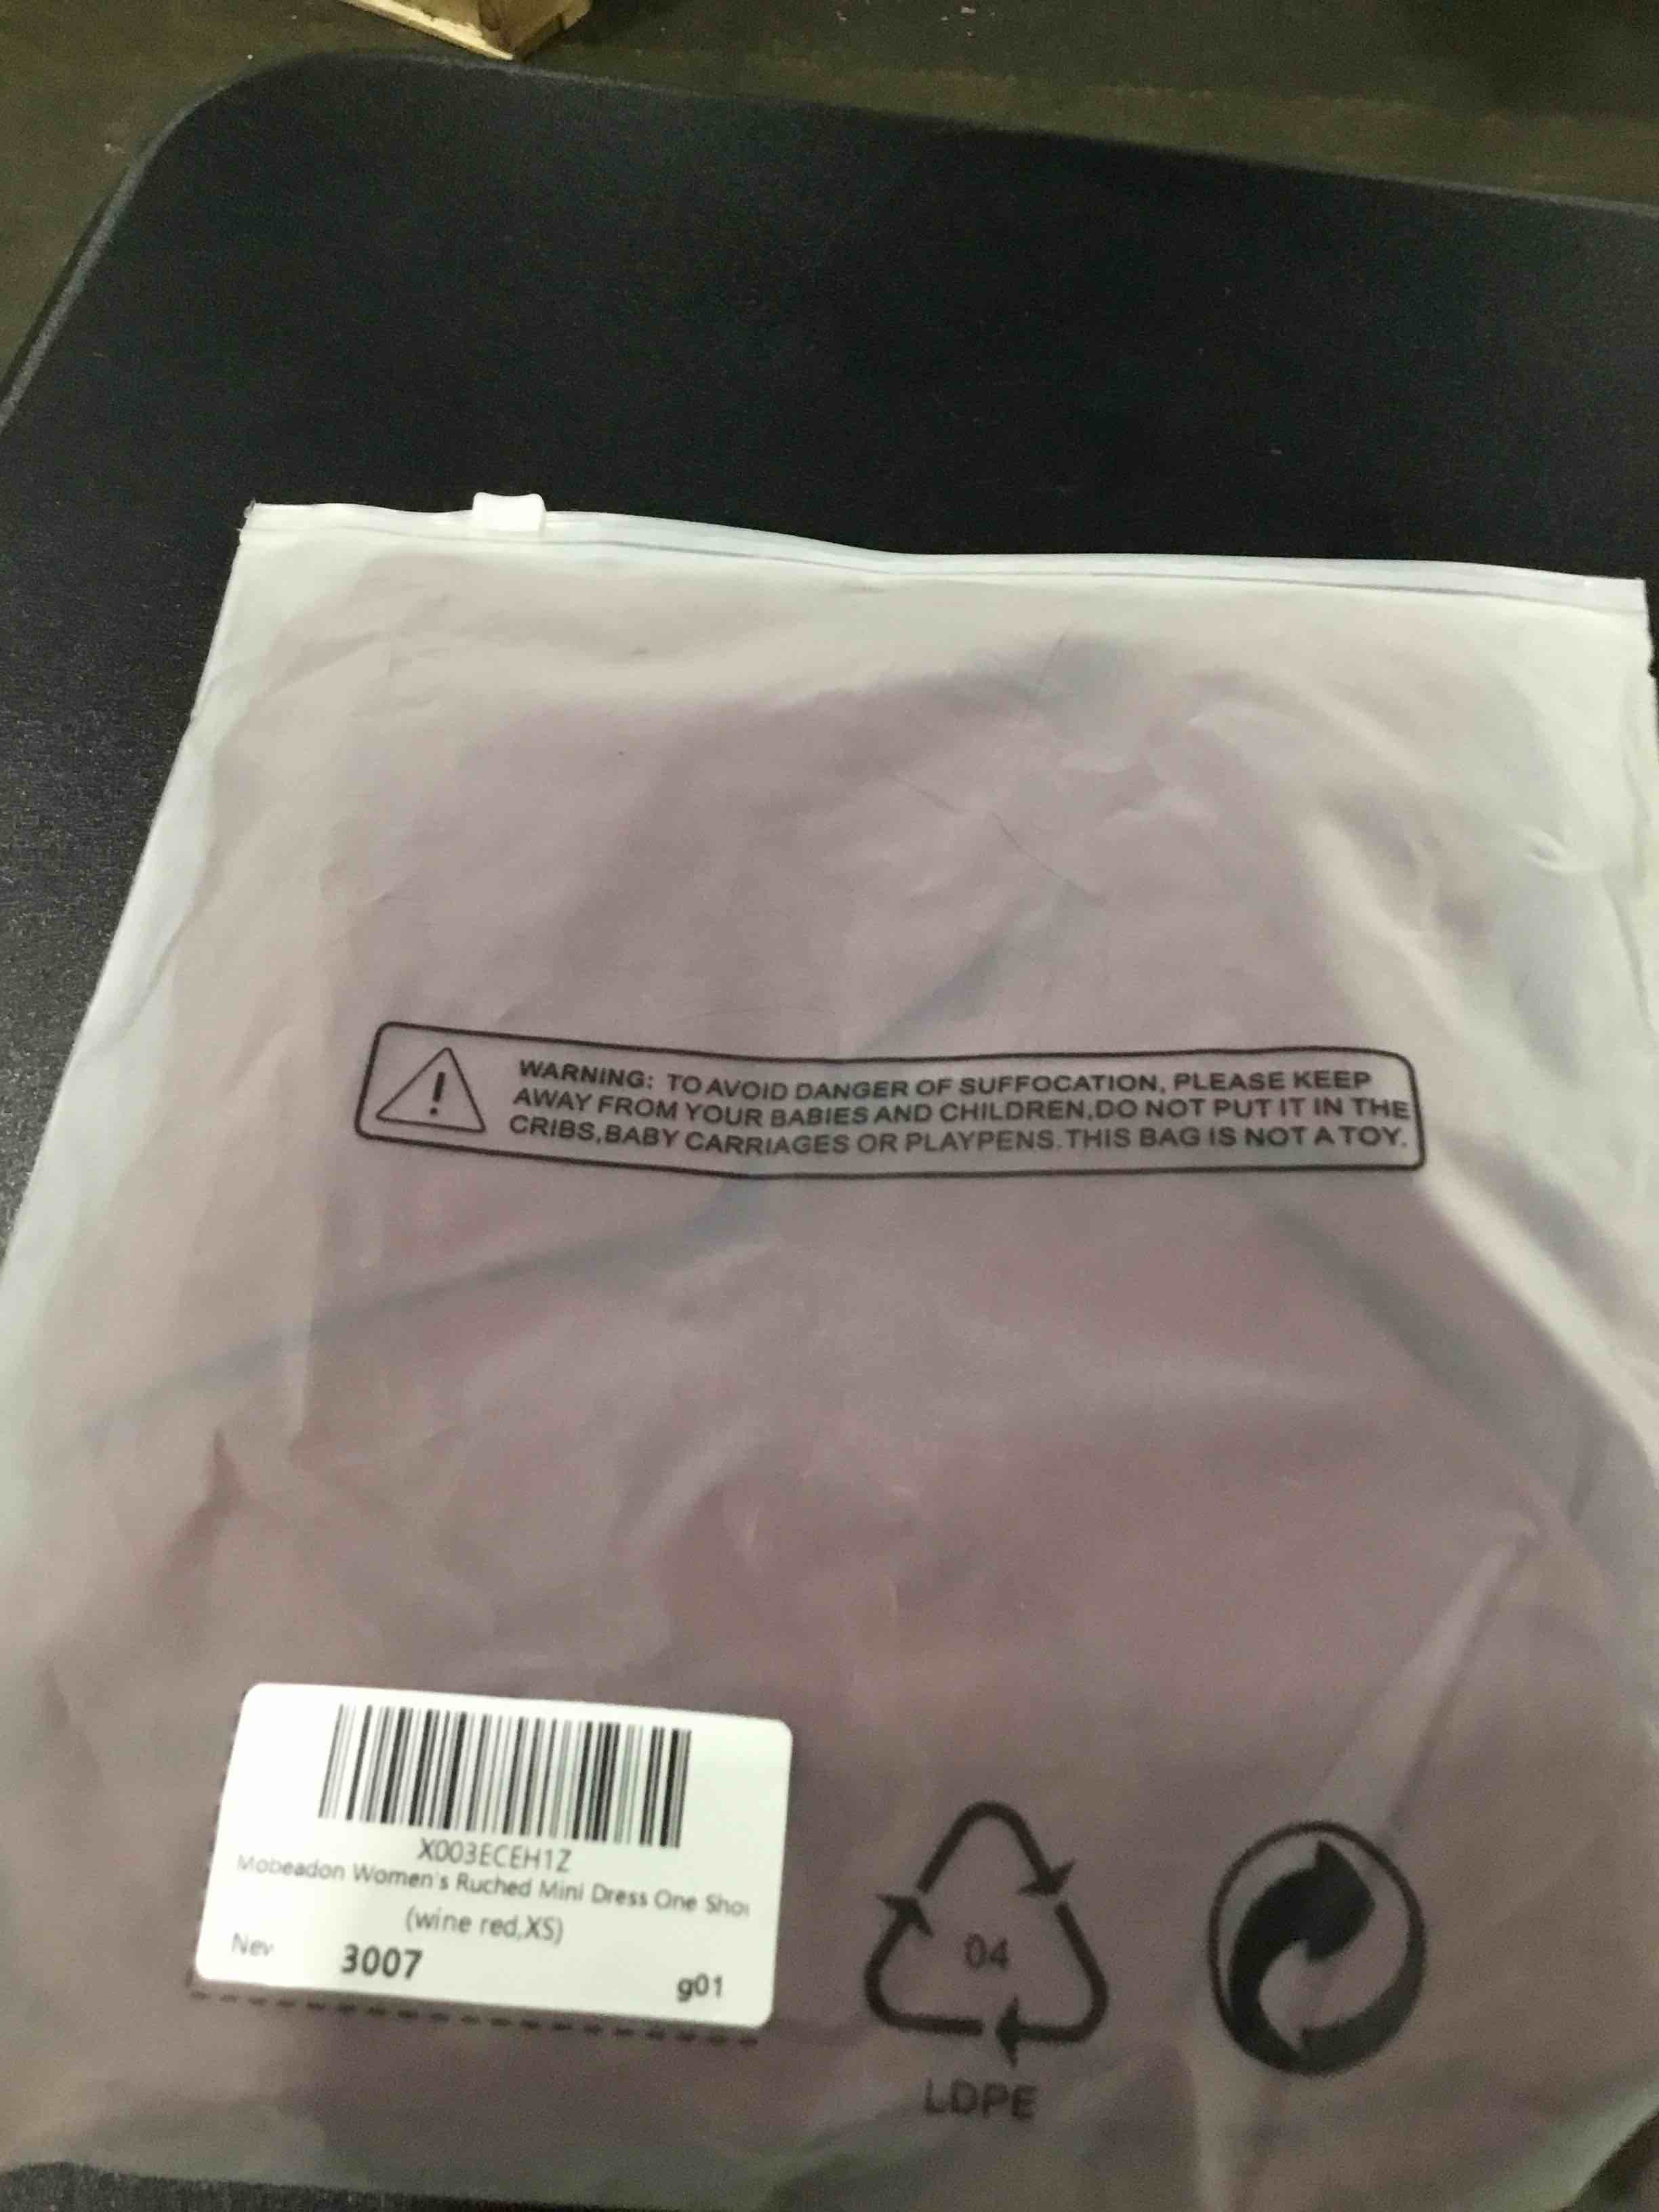 WARNING: TO AVOID DANGER OF SUFFOCATION, PLEASE KEEP
AWAY FROM YOUR BABIES AND CHILDREN,DO NOT PUT IT IN THE
CRIBS,BABY CARRIAGES OR PLAYPENS.THIS BAG IS NOT A TOY.
X003ECEH1Z
Mobeadon Women's Ruched Mini Dress One Shou
(wine red,XS)
New 3007
g01
04
LDPE